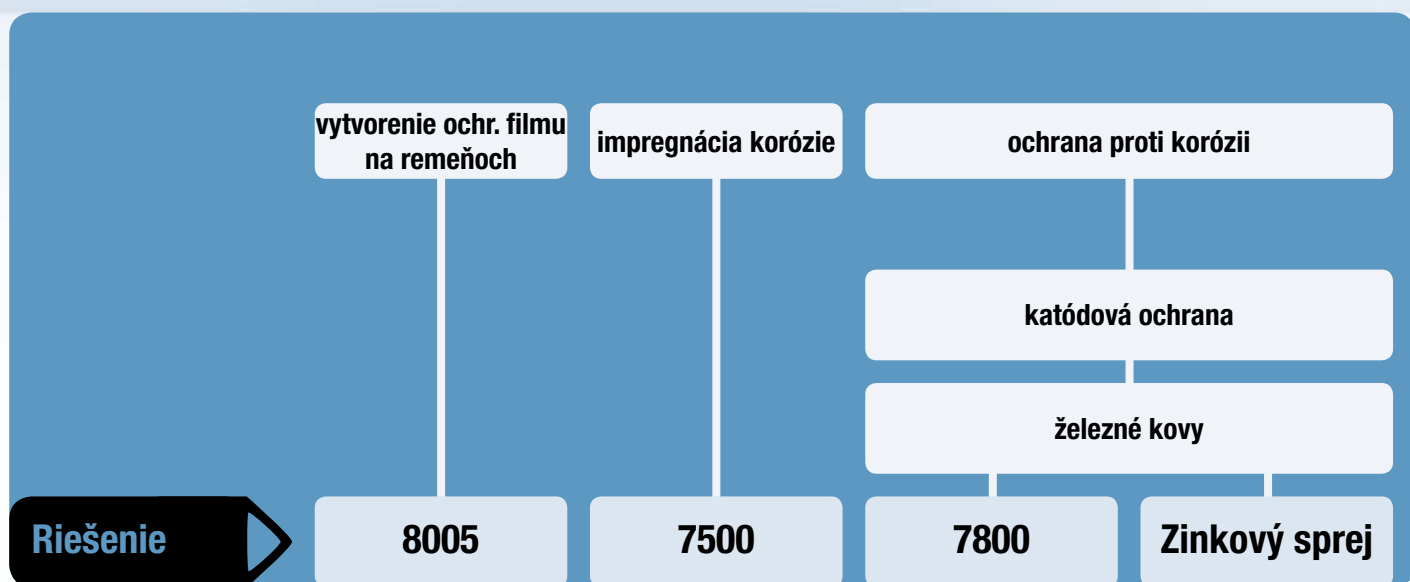 vytvorenie ochr. filmu
na remeňoch
impregnácia korózie
ochrana proti korózii
katódová ochrana
železné kovy
Riešenie
8005
7500
7800
Zinkový sprej